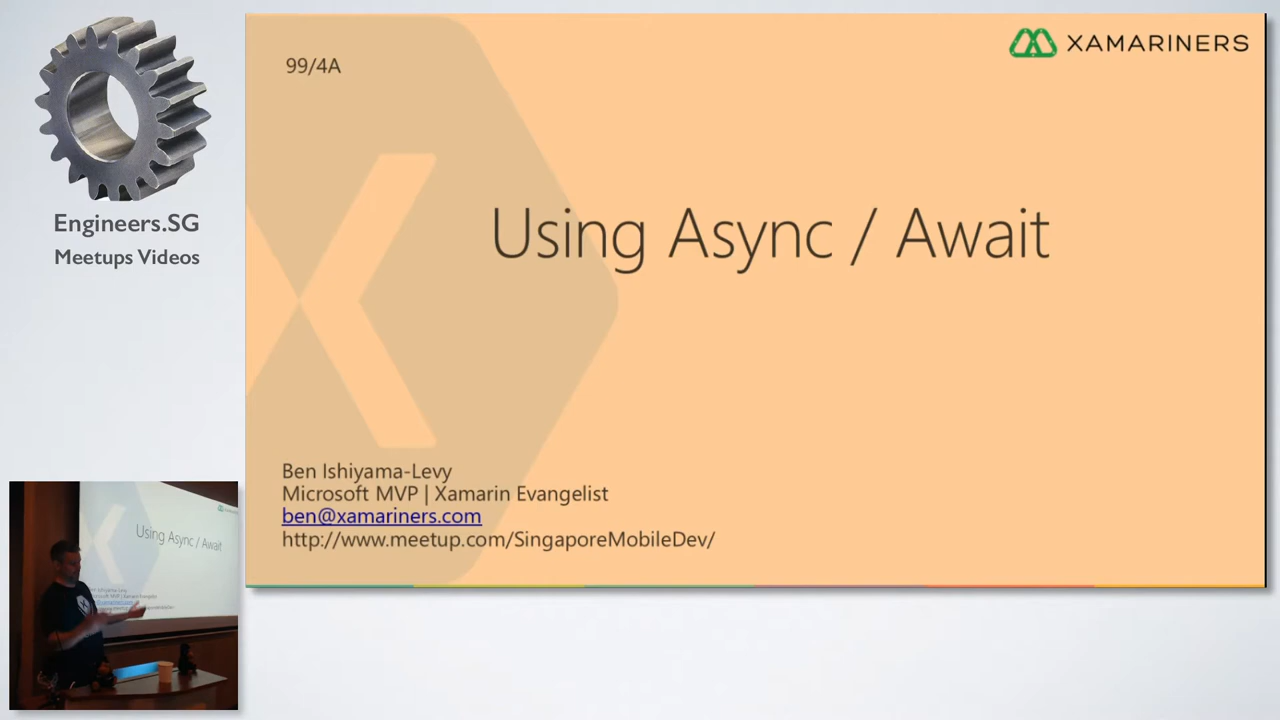 Engineers.SG
Meetups Videos
XAMARINERS
99/4A
Using Async / Await
Ben Ishiyama-Levy
Microsoft MVP | Xamarin Evangelist
ben@xamariners.com
http://www.meetup.com/SingaporeMobileDev/
Using Async / Await